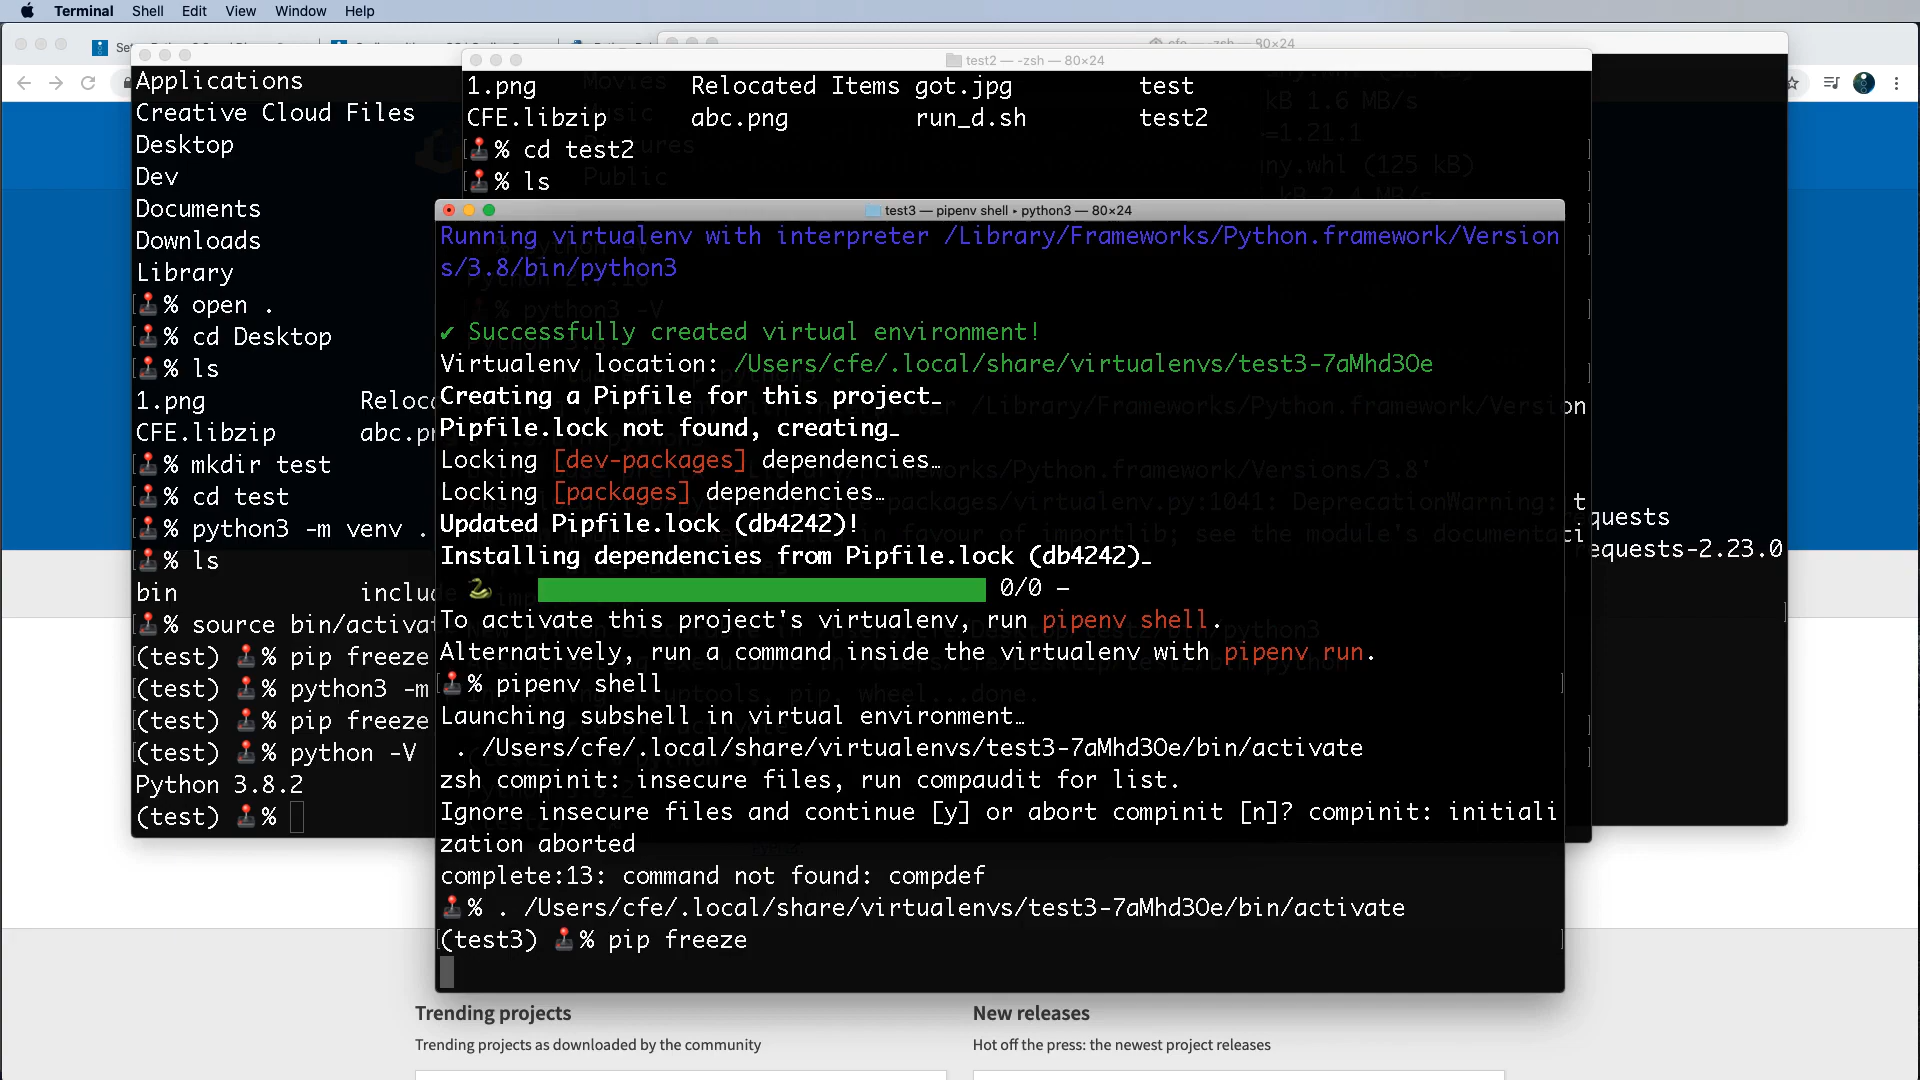 Terminal Shell Edit View Window Help
cfe — -zsh — 80×24
test2 — -zsh — 80×24
Applications
Creative Cloud Files
Desktop
Dev
Documents
Downloads
Library
% open .
% cd Desktop
% ls
1.png
CFE.libzip
% mkdir test
% cd test
% python3 -m venv .
% ls
bin
% source
(test) % pip freeze
(test) % python3 -m
(test) % pip freeze
(test) % python -V
Python 3.8.2
(test) %
1.png Relocated Items got.jpg test
CFE.libzip abc.png run_d.sh test2
% cd test2
% ls
test3 — pipenv shell ▸ python3 — 80×24
Running virtualenv with interpreter /Library/Frameworks/Python.framework/Version
s/3.8/bin/python3
✔ Successfully created virtual environment!
Virtualenv location: /Users/cfe/.local/share/virtualenvs/test3-7aMhd3Oe
Creating a Pipfile for this project…
Pipfile.lock not found, creating…
Locking [dev-packages] dependencies…
Locking [packages] dependencies…
Updated Pipfile.lock (db4242)!
Installing dependencies from Pipfile.lock (db4242)…
0/0 —
To activate this project's virtualenv, run pipenv shell.
Alternatively, run a command inside the virtualenv with pipenv run.
% pipenv shell
Launching subshell in virtual environment…
. /Users/cfe/.local/share/virtualenvs/test3-7aMhd3Oe/bin/activate
zsh compinit: insecure files, run compaudit for list.
Ignore insecure files and continue [y] or abort compinit [n]? compinit: initiali
zation aborted
complete:13: command not found: compdef
% . /Users/cfe/.local/share/virtualenvs/test3-7aMhd3Oe/bin/activate
(test3) % pip freeze
Trending projects
Trending projects as downloaded by the community
New releases
Hot off the press: the newest project releases